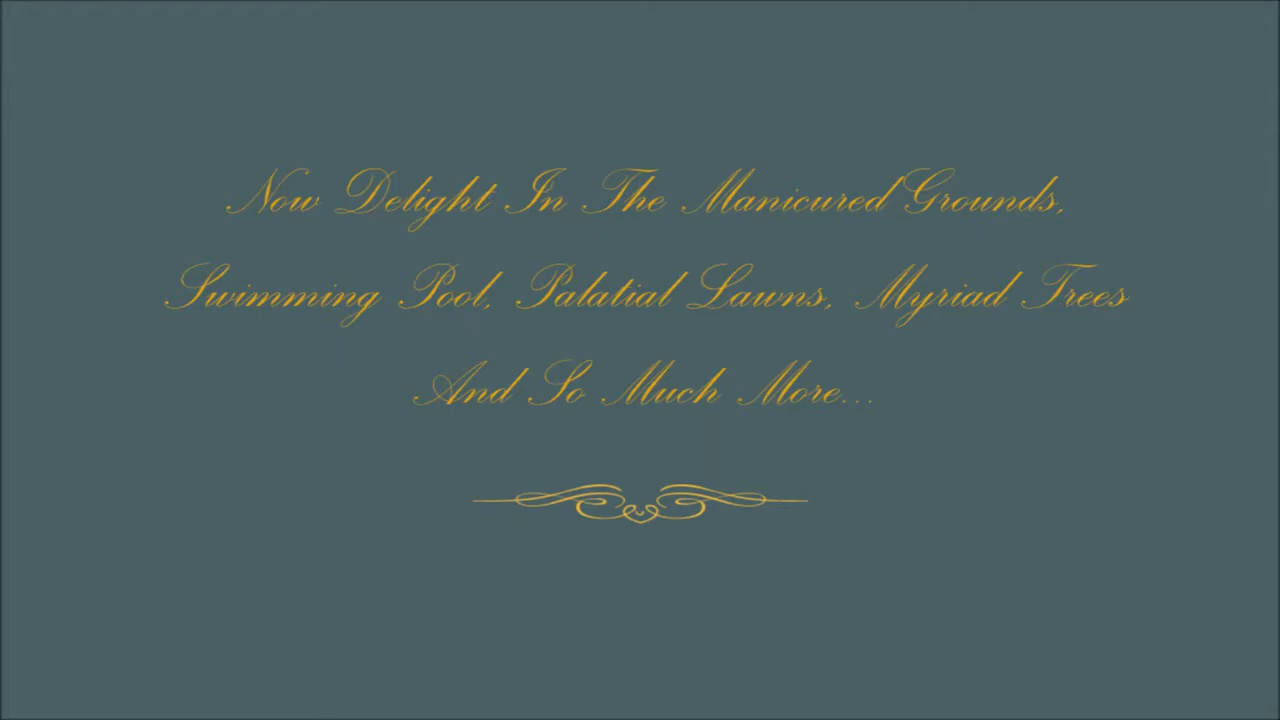 Now Delight In The Manicured Grounds,
Swimming Pool, Palatial Lawns, Myriad Trees
And So Much More...